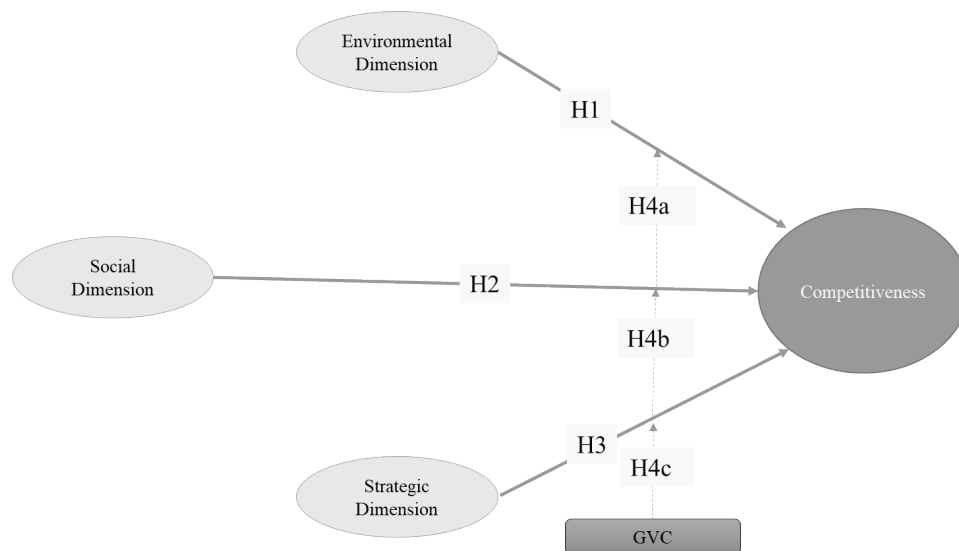 Environmental
Dimension
H1
H4a
Social
Dimension
H2
Competitiveness
H4b
H3
H4c
Strategic
Dimension
GVC